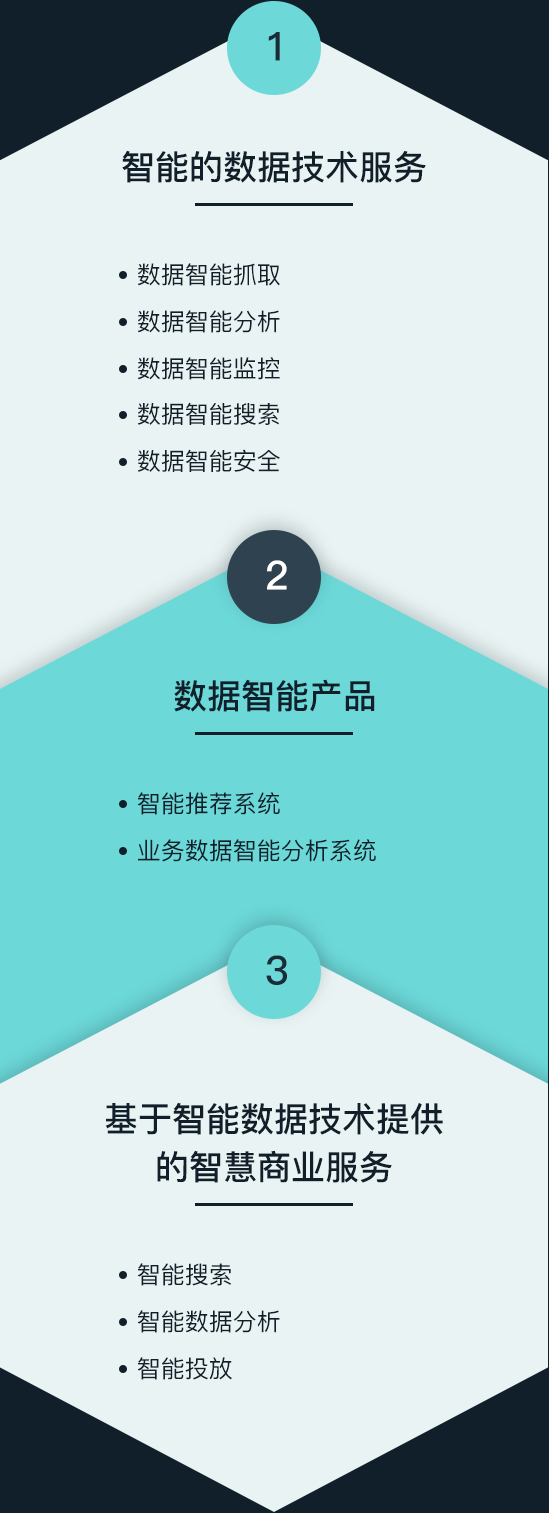 1
智能的数据技术服务
• 数据智能抓取
• 数据智能分析
• 数据智能监控
• 数据智能搜索
• 数据智能安全
2
数据智能产品
• 智能推荐系统
• 业务数据智能分析系统
3
基于智能数据技术提供
的智慧商业服务
• 智能搜索
• 智能数据分析
• 智能投放